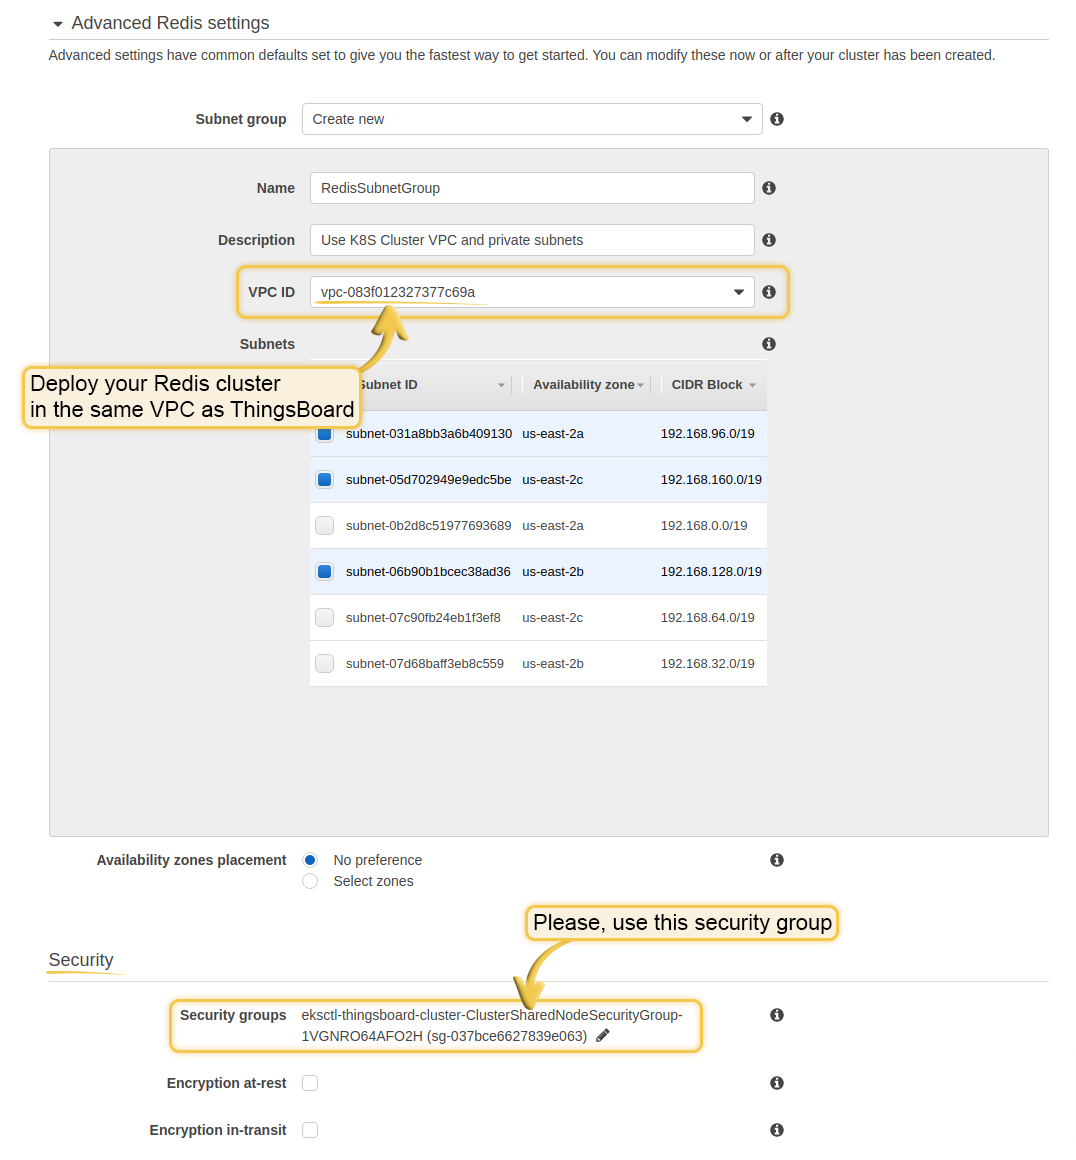 Advanced Redis settings
Advanced settings have common defaults set to give you the fastest way to get started. You can modify these now or after your cluster has been created.
Subnet group Create new
Name RedisSubnetGroup
Description Use K8S Cluster VPC and private subnets
VPC ID vpc-083f012327377c69a
Subnets
Deploy your Redis cluster
in the same VPC as ThingsBoard
Subnet ID Availability zone CIDR Block
subnet-031a8bb3a6b409130 us-east-2a 192.168.96.0/19
subnet-05d702949e9edc5be us-east-2c 192.168.160.0/19
subnet-0b2d8c51977693689 us-east-2a 192.168.0.0/19
subnet-06b90b1bcec38ad36 us-east-2b 192.168.128.0/19
subnet-07c90fb24eb1f3ef8 us-east-2c 192.168.64.0/19
subnet-07d68baff3eb8c559 us-east-2b 192.168.32.0/19
Availability zones placement No preference
Select zones
Please, use this security group
Security
Security groups eksctl-thingsboard-cluster-ClusterSharedNodeSecurityGroup-
1VGNRO64AFO2H (sg-037bce6627839e063)
Encryption at-rest
Encryption in-transit